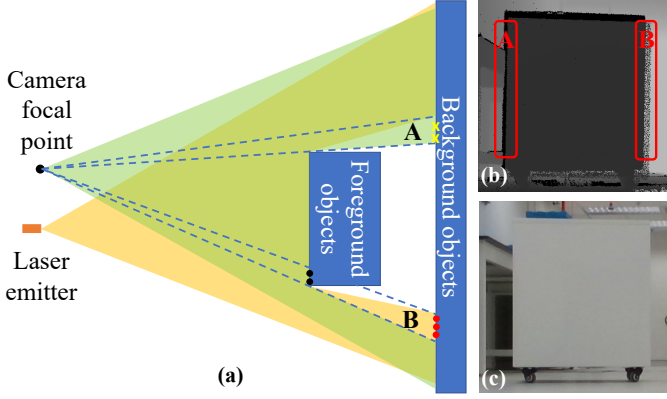 Camera
focal
point
Laser
emitter
A
B
Foreground
objects
Background objects
(a)
A
B
(b)
(c)